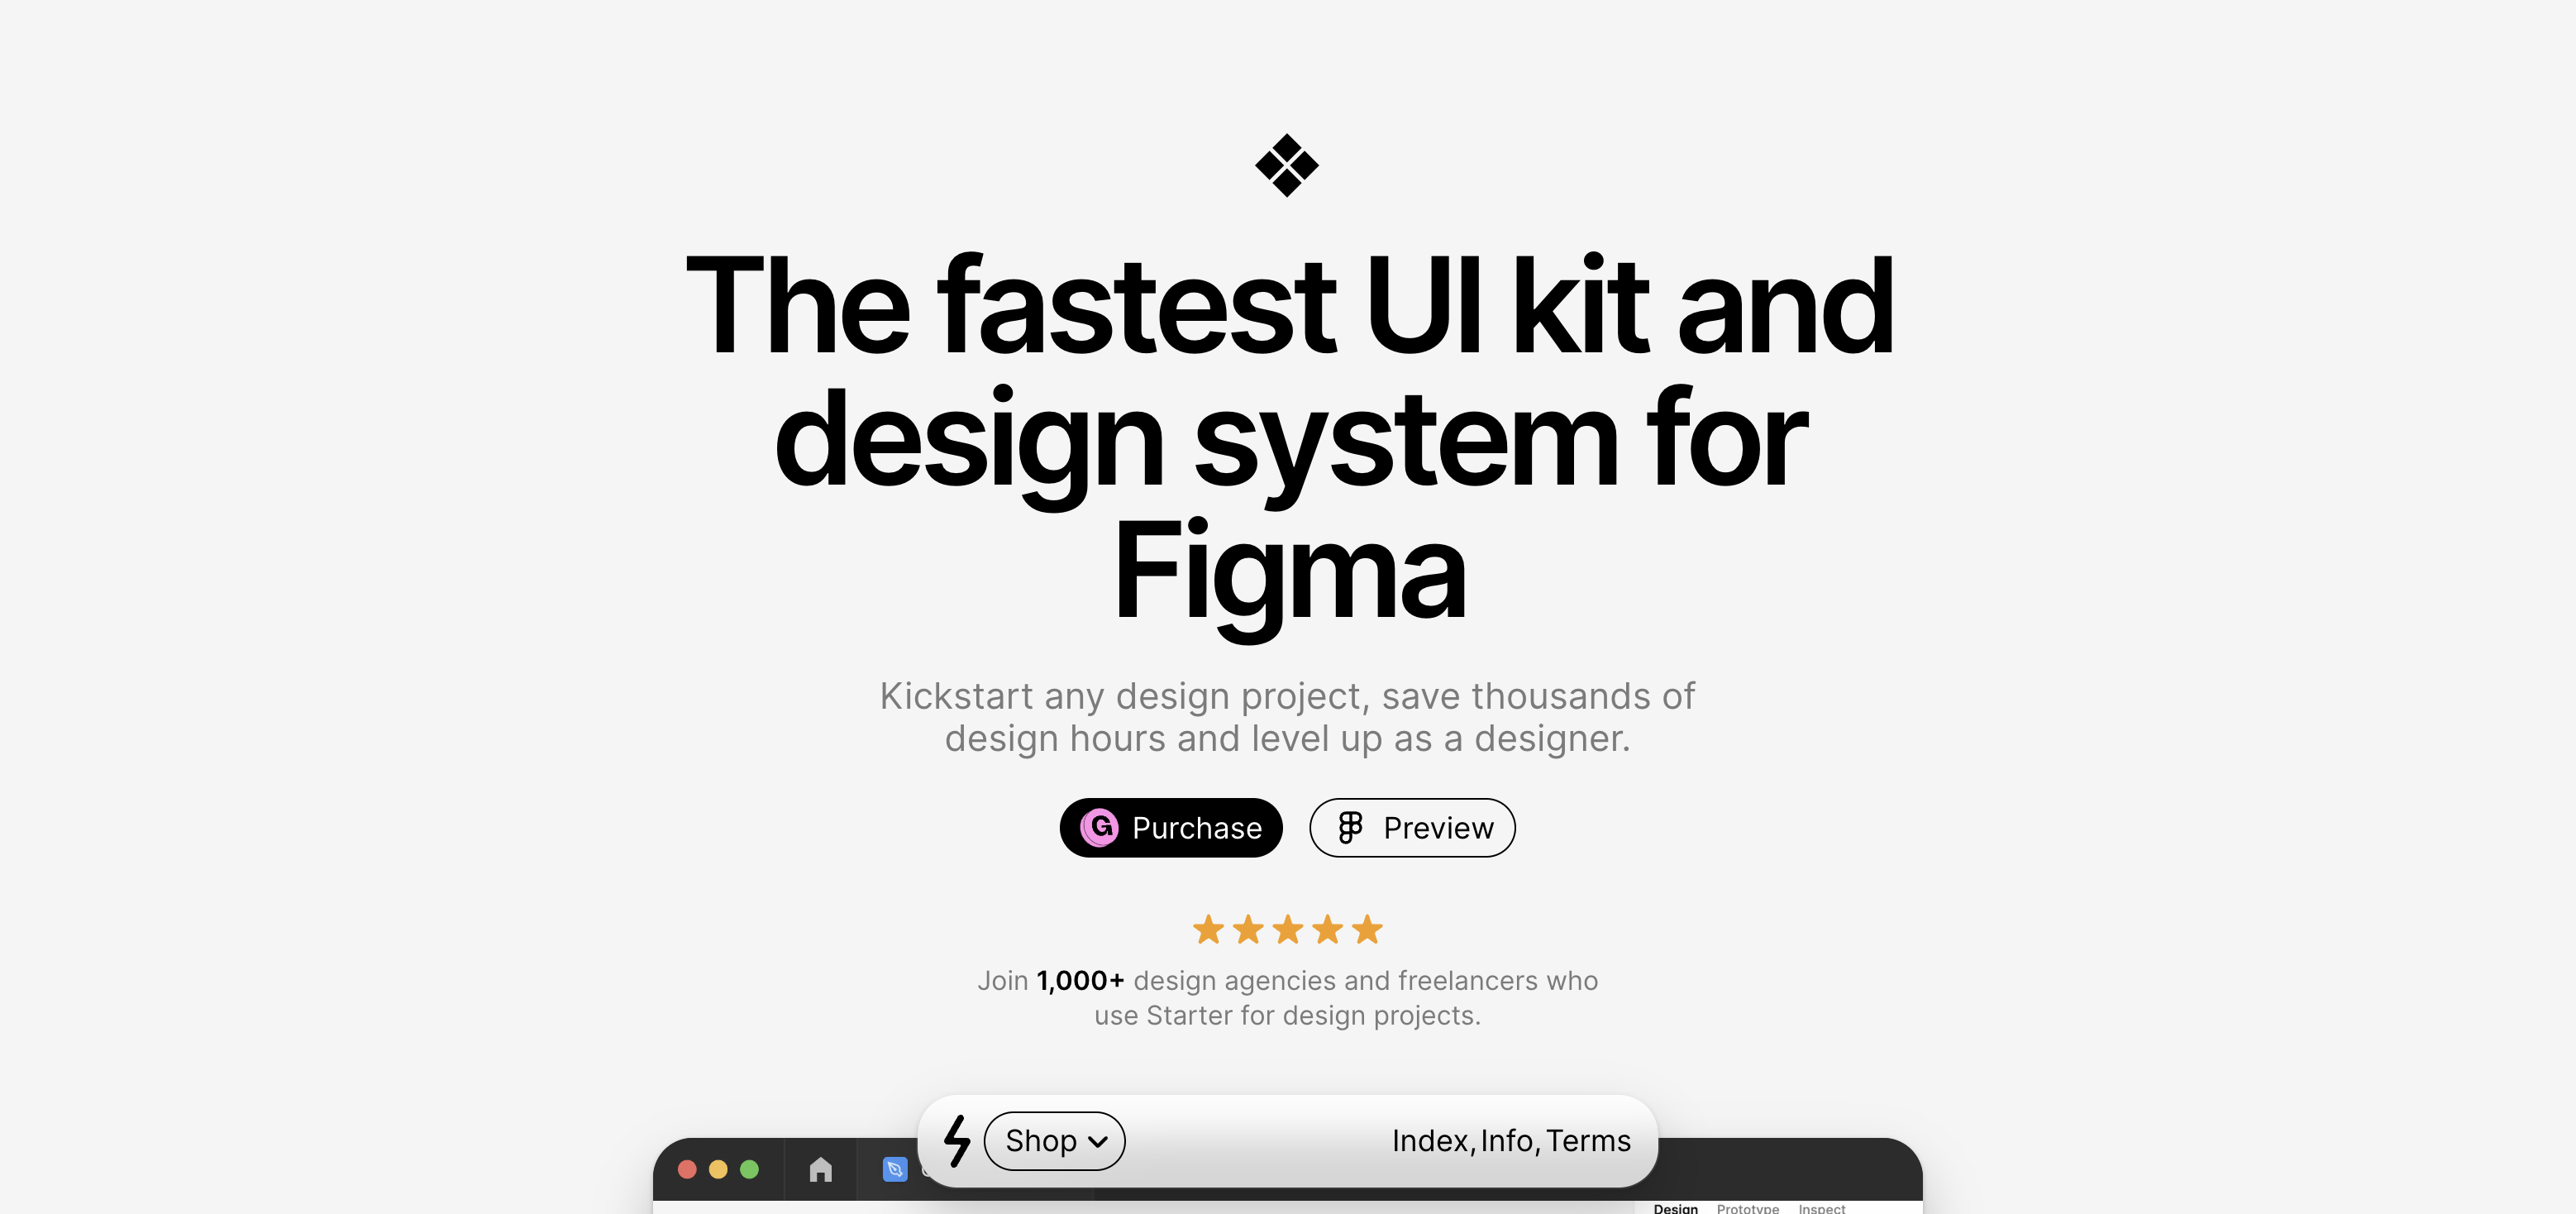 The fastest UI kit and
design system for
Figma
Kickstart any design project, save thousands of
design hours and level up as a designer.
G Purchase
Preview
Join 1,000+ design agencies and freelancers who
use Starter for design projects.
Shop
Index, Info, Terms
Design Prototype Inspect